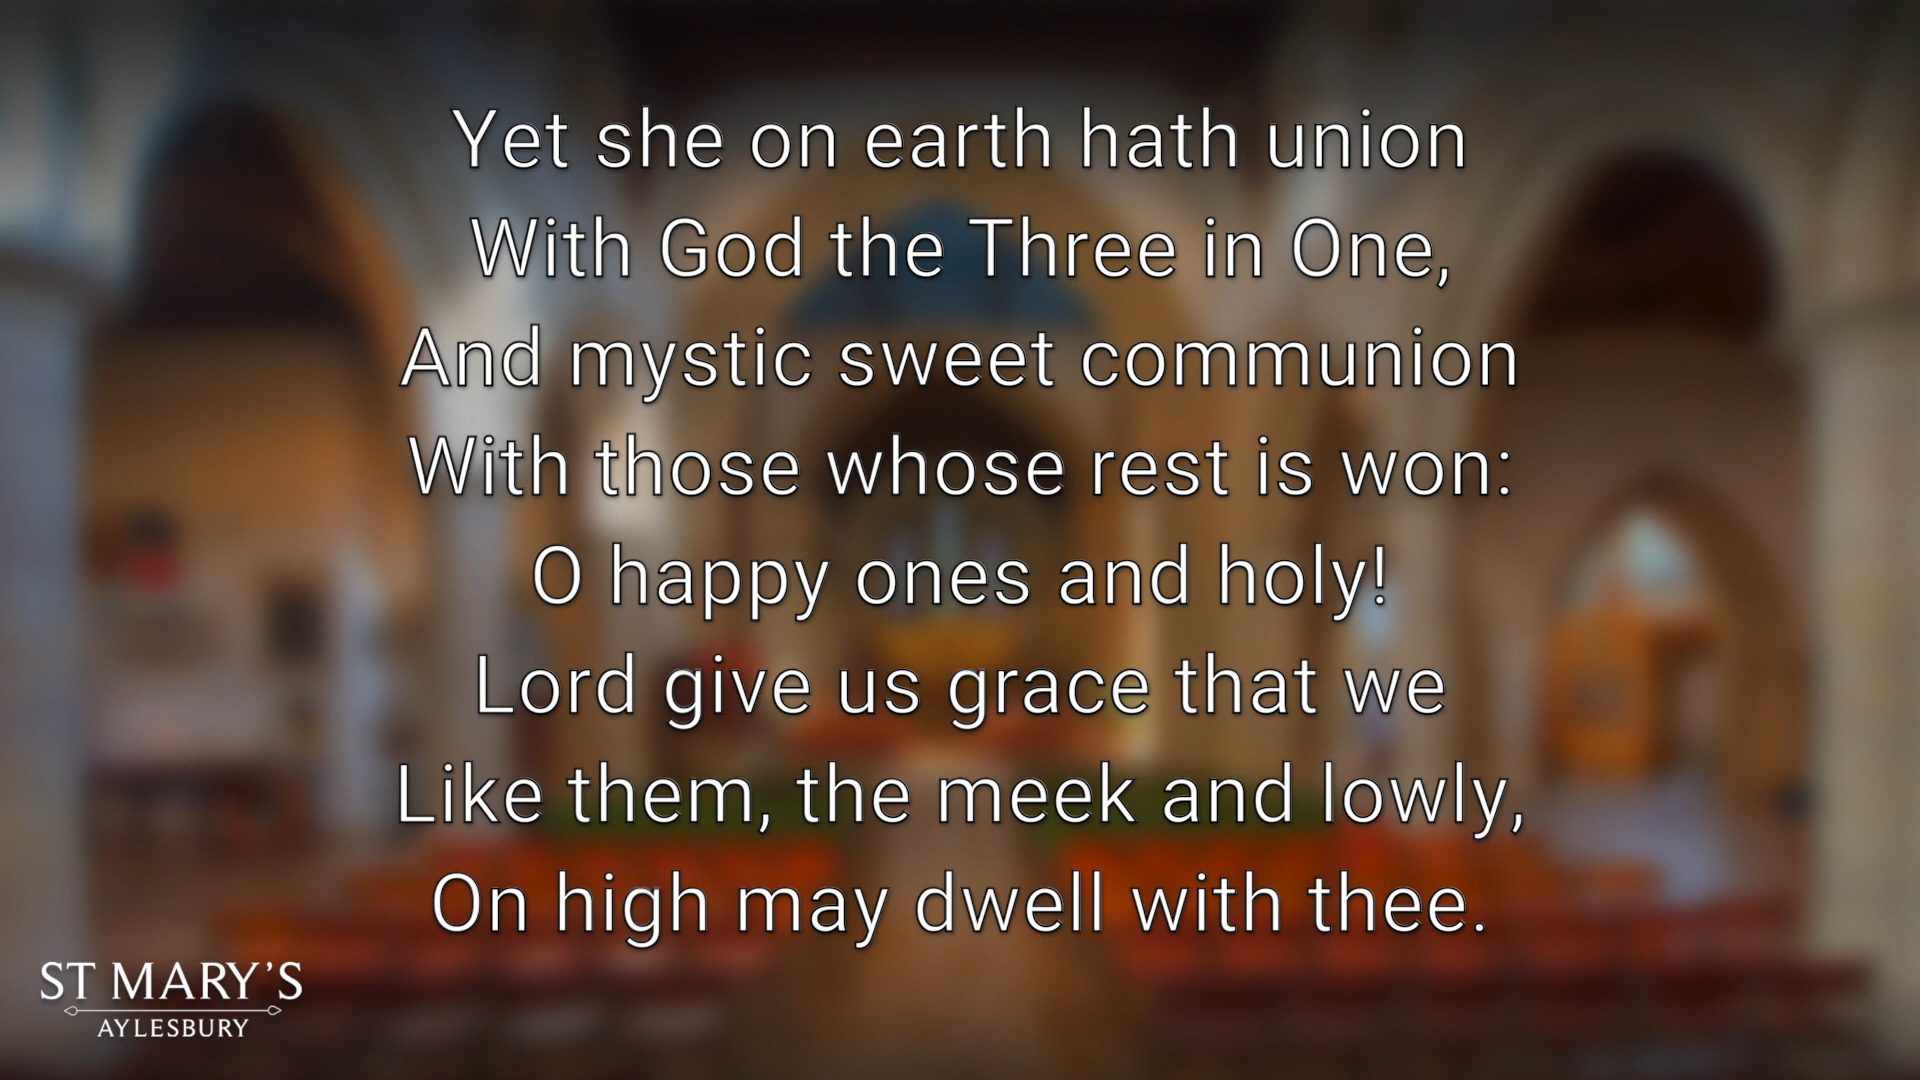 Yet she on earth hath union
With God the Three in One,
And mystic sweet communion
With those whose rest is won:
O happy ones and holy!
Lord give us grace that we
Like them, the meek and lowly,
On high may dwell with thee.
ST MARY'S
AYLESBURY